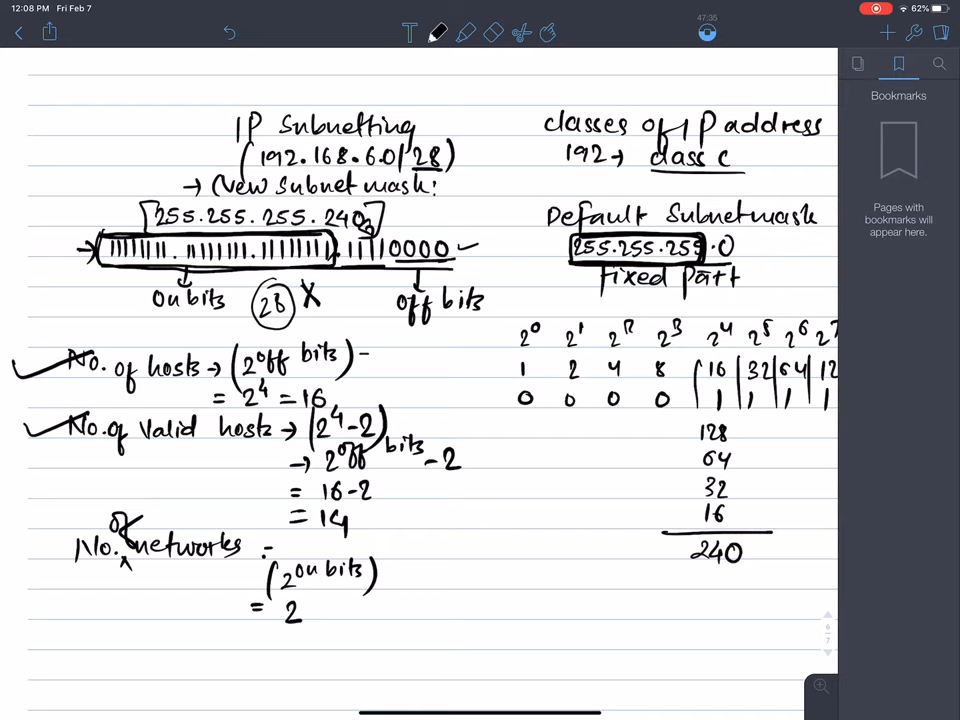 12:08 PM Fri Feb 7
62%
47:35
Bookmarks
Pages with
bookmarks will
appear here.
6
7
IP Subnetting
(192.168.6.0/28)
→ (New Subnet mask:
255.255.255.240
→ 11111111.11111111.11111111.11110000
On bits
28 X
Off bits
No. of hosts → (2^off bits) -
= 2^4 = 16
No. of Valid hosts → (2^4-2)
→ 2^off bits - 2
= 16-2
= 14
No. of networks :-
(2^on bits)
= 2
classes of IP address
192 → class C
Default Subnetmask
255.255.255.0
fixed part
2^0 2^1 2^2 2^3 2^4 2^5 2^6 2^7
1 2 4 8 16 32 64 12
0 0 0 0 1 1 1 1
128
64
32
16
240